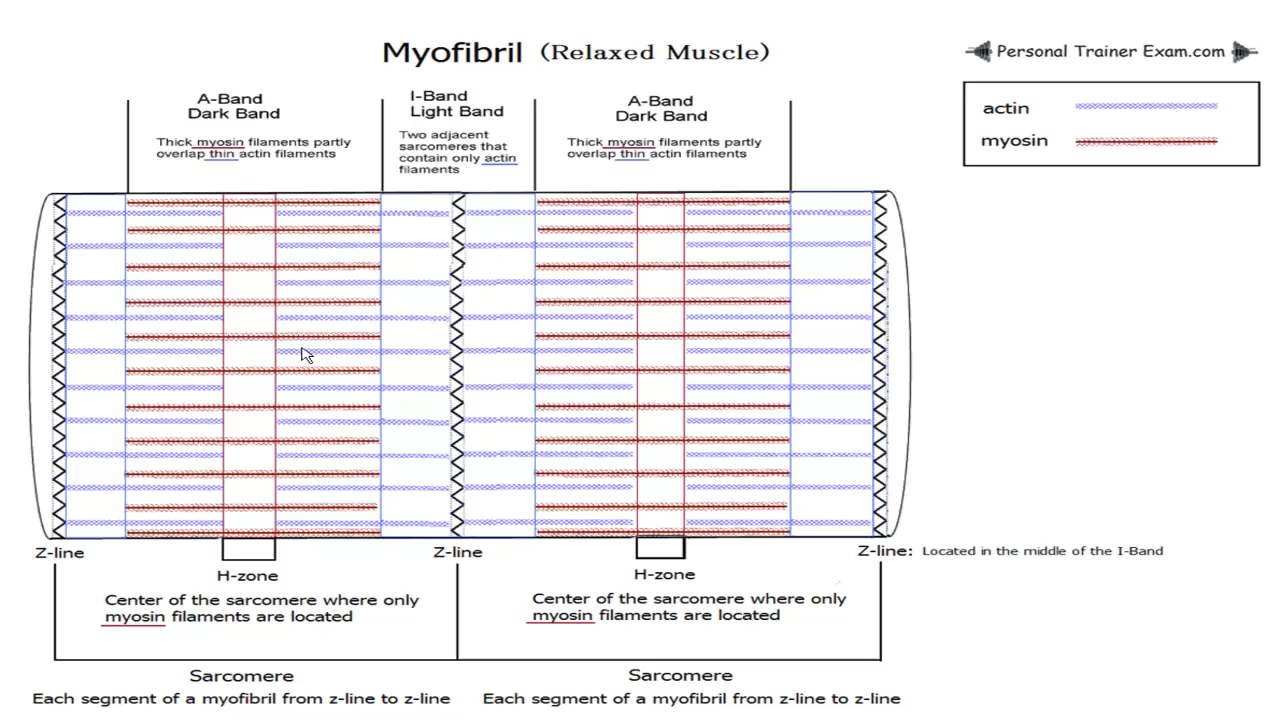 Myofibril (Relaxed Muscle)
Personal Trainer Exam.com
actin
myosin
A-Band
Dark Band
Thick myosin filaments partly
overlap thin actin filaments
I-Band
Light Band
Two adjacent
sarcomeres that
contain only actin
filaments
A-Band
Dark Band
Thick myosin filaments partly
overlap thin actin filaments
Z-line
Z-line
Z-line: Located in the middle of the I-Band
H-zone
Center of the sarcomere where only
myosin filaments are located
H-zone
Center of the sarcomere where only
myosin filaments are located
Sarcomere
Each segment of a myofibril from z-line to z-line
Sarcomere
Each segment of a myofibril from z-line to z-line